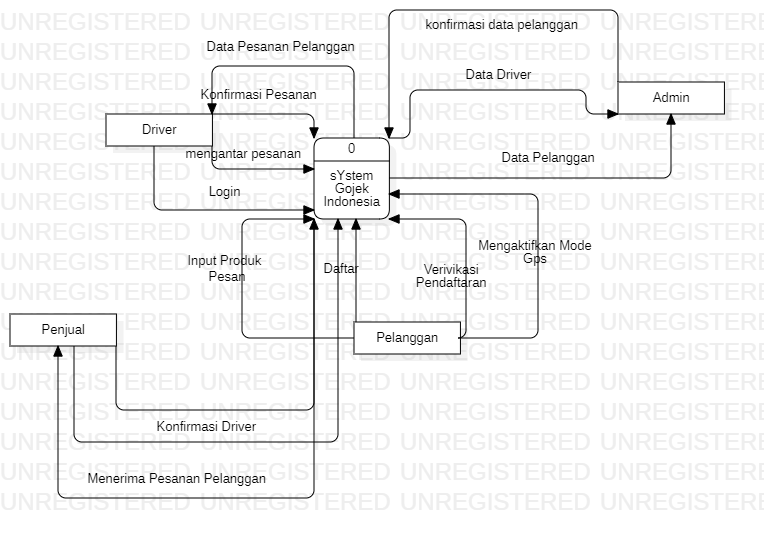 konfirmasi data pelanggan
Data Pesanan Pelanggan
Data Driver
Konfirmasi Pesanan
Admin
Driver
0
mengantar pesanan
Data Pelanggan
sYstem
Gojek
Indonesia
Login
Mengaktifkan Mode
Gps
Input Produk
Pesan
Daftar
Verivikasi
Pendaftaran
Penjual
Pelanggan
Konfirmasi Driver
Menerima Pesanan Pelanggan
UNREGISTERED UNREGISTERED UNREGISTERED UNREGISTERED